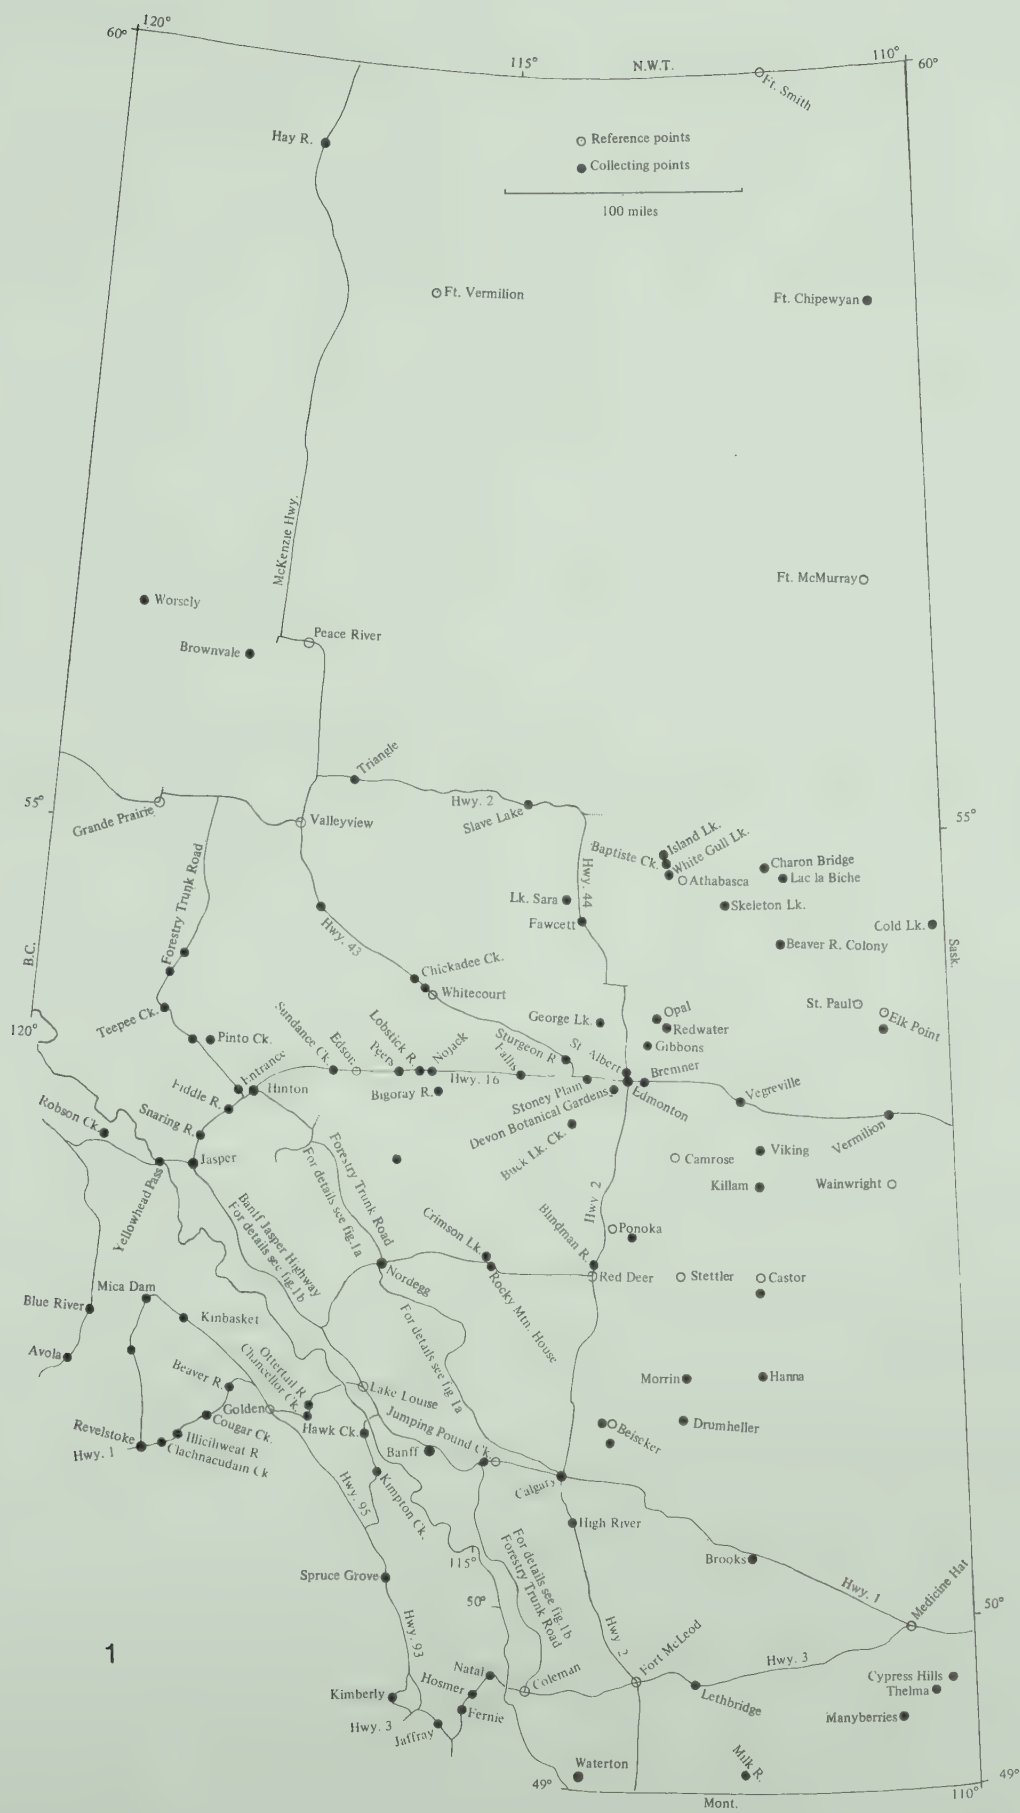 120°
60°
115°
N.W.T.
110°
60°
Ft. Smith
Hay R.
Reference points
Collecting points
100 miles
Ft. Vermilion
Ft. Chipewyan
McKenzie Hwy.
Ft. McMurray
Worsely
Peace River
Brownvale
Triangle
55°
Grande Prairie
Hwy. 2
Slave Lake
Valleyview
55°
Forestry Trunk Road
Baptiste Ck.
Island Lk.
White Gull Lk.
Athabasca
Charon Bridge
Lac la Biche
Hwy. 44
Lk. Sara
Skeleton Lk.
Fawcett
Cold Lk.
Hwy. 43
Beaver R. Colony
B.C.
Sask.
Chickadee Ck.
Whitecourt
St. Paul
Elk Point
120°
Teepee Ck.
Pinto Ck.
George Lk.
Opal
Redwater
Gibbons
Sundance Ck.
Edson
Peers
Lobstick R.
Nojack
Hwy. 16
Fallis
Sturgeon R
St. Albert
Bremner
Entrance
Hinton
Bigoray R.
Stoney Plain
Devon Botanical Gardens
Edmonton
Vegreville
Fiddle R.
Snaring R.
Robson Ck.
Buck Lk. Ck.
Vermilion
Jasper
Yellowhead Pass
Forestry Trunk Road
For details see fig.1a
Camrose
Viking
Killam
Wainwright
Banff Jasper Highway
For details see fig.1b
Crimson Lk.
Hwy 2
Ponoka
Blindman R.
Nordegg
Rocky Mtn. House
Red Deer
Stettler
Castor
Mica Dam
Blue River
Kinbasket
For details see fig. 1a
Avola
Ottertail R
Chancellor Ck.
Beaver R.
Lake Louise
Morrin
Hanna
Golden
Cougar Ck.
Hawk Ck.
Jumping Pound Ck.
Banff
Beiseker
Drumheller
Revelstoke
Hwy. 1
Illicilliweat R
Clachnacudain Ck
Kimpton Ck.
Calgary
Hwy. 95
High River
115°
For details see fig.1b
Forestry Trunk Road
Brooks
Hwy. 1
Medicine Hat
Spruce Grove
50°
50°
Hwy. 93
Hwy. 2
1
Fort McLeod
Natal
Coleman
Hwy. 3
Hosmer
Lethbridge
Cypress Hills
Thelma
Kimberly
Fernie
Manyberries
Hwy. 3
Jaffray
Waterton
Milk R.
49°
Mont.
110°
49°